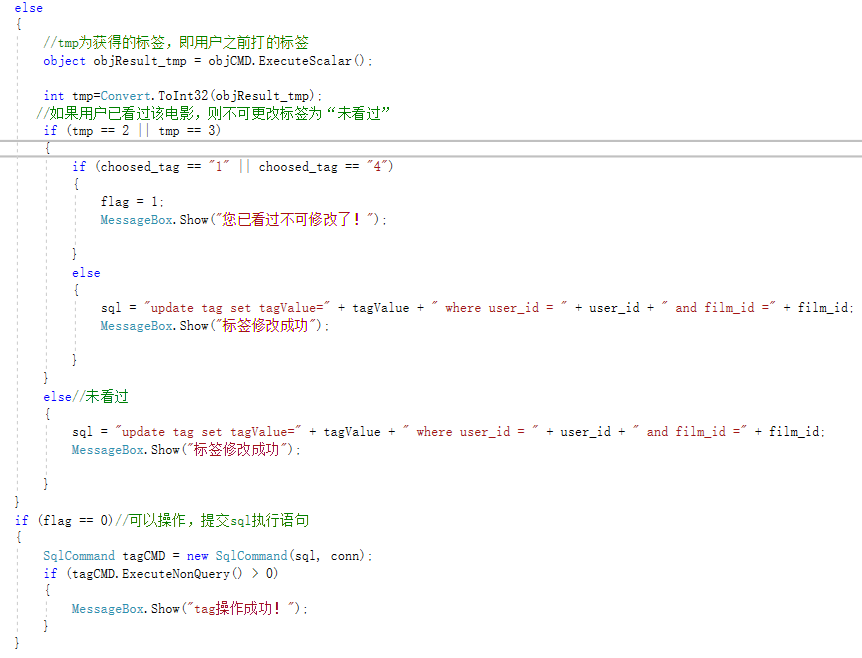 else
{
//tmp为获得的标签，即用户之前打的标签
object objResult_tmp = objCMD.ExecuteScalar();
int tmp=Convert.ToInt32(objResult_tmp);
//如果用户已看过该电影，则不可更改标签为“未看过”
if (tmp == 2 || tmp == 3)
{
if (choosed_tag == "1" || choosed_tag == "4")
{
flag = 1;
MessageBox.Show("您已看过不可修改了！");
}
else
{
sql = "update tag set tagValue=" + tagValue + " where user_id = " + user_id + " and film_id =" + film_id;
MessageBox.Show("标签修改成功");
}
}
else//未看过
{
sql = "update tag set tagValue=" + tagValue + " where user_id = " + user_id + " and film_id =" + film_id;
MessageBox.Show("标签修改成功");
}
}
if (flag == 0)//可以操作，提交sql执行语句
{
SqlCommand tagCMD = new SqlCommand(sql, conn);
if (tagCMD.ExecuteNonQuery() > 0)
{
MessageBox.Show("tag操作成功！");
}
}